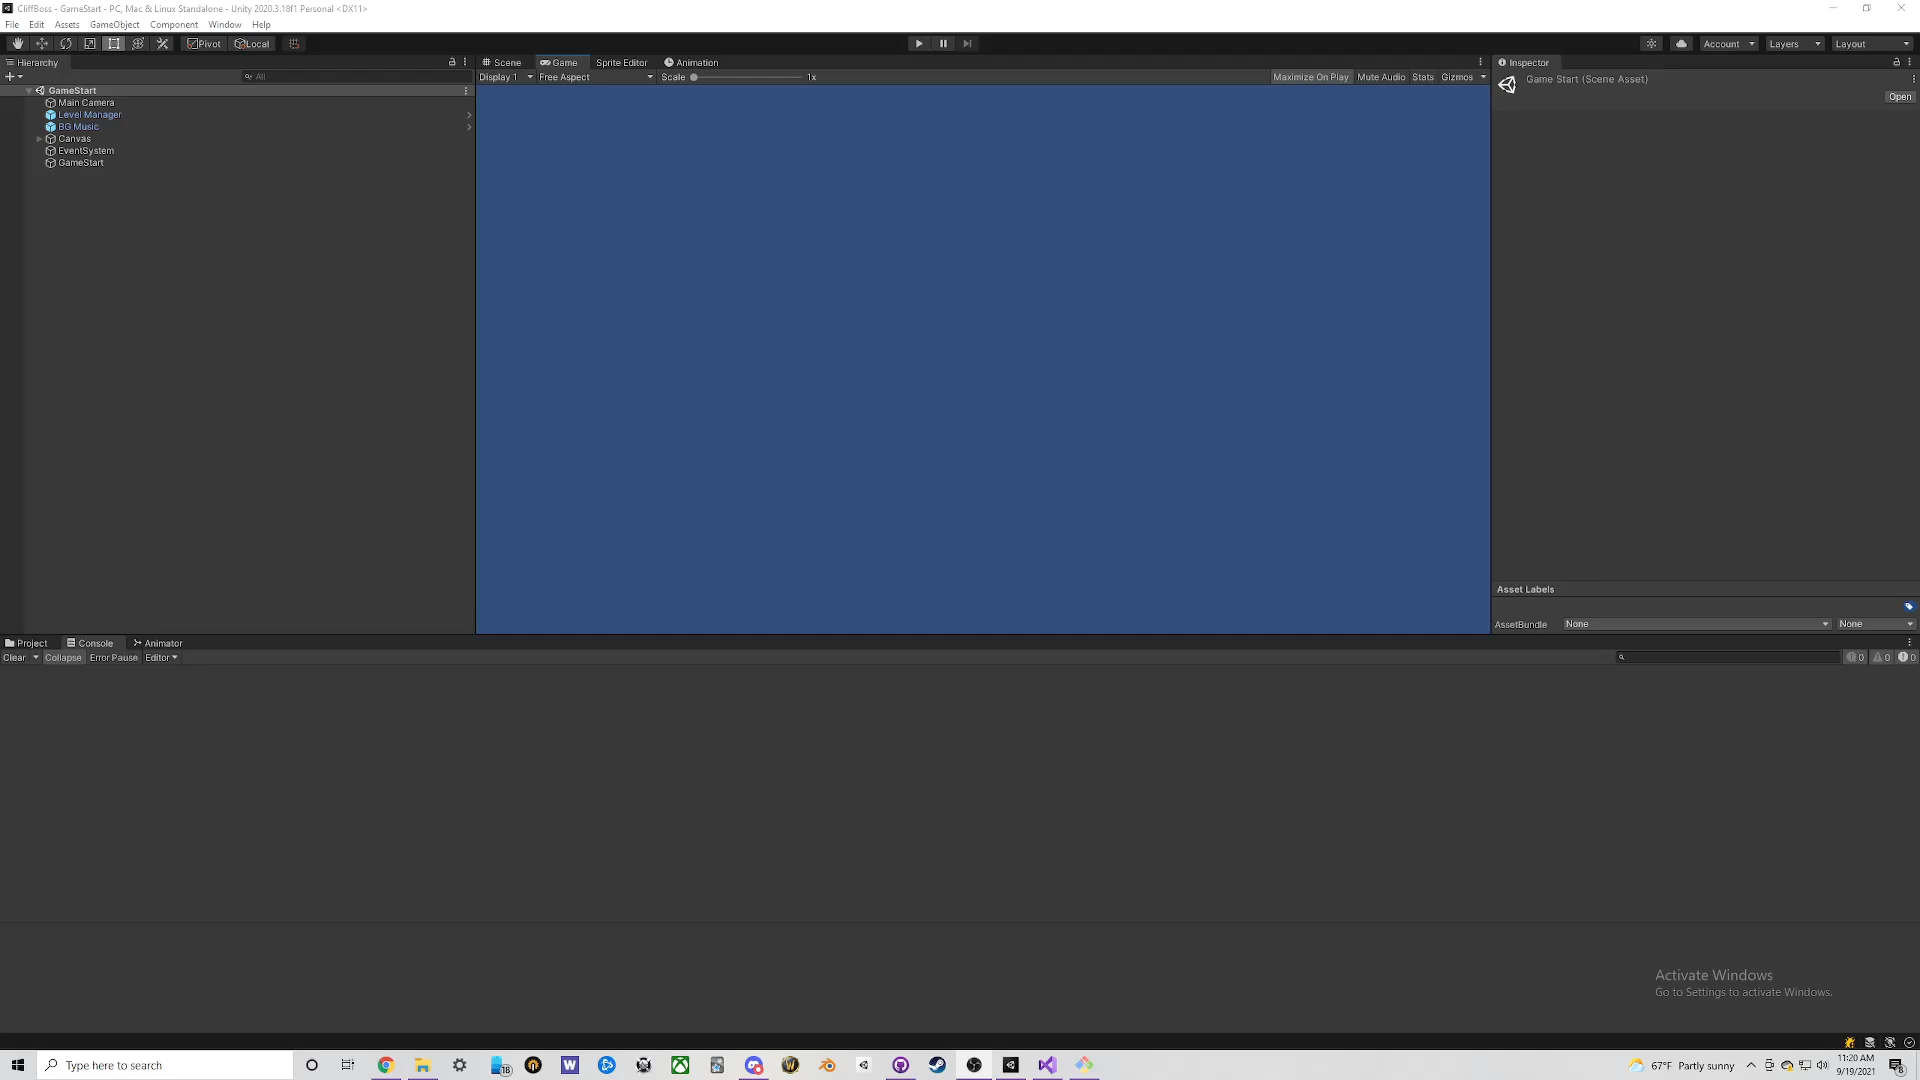 CliffBoss - GameStart - PC, Mac & Linux Standalone - Unity 2020.3.18f1 Personal <DX11>
File Edit Assets GameObject Component Window Help
Pivot Local Account Layers Layout
Hierarchy Scene Game Sprite Editor Animation Inspector
All Display 1 Free Aspect Scale 1x Maximize On Play Mute Audio Stats Gizmos Game Start (Scene Asset)
GameStart Open
Main Camera
Level Manager
BG Music
Canvas
EventSystem
GameStart
Asset Labels
AssetBundle None None
Project Console Animator
Clear Collapse Error Pause Editor 0 0 0
Activate Windows
Go to Settings to activate Windows.
Type here to search 18 W 67°F Partly sunny 11:20 AM
9/19/2021 8